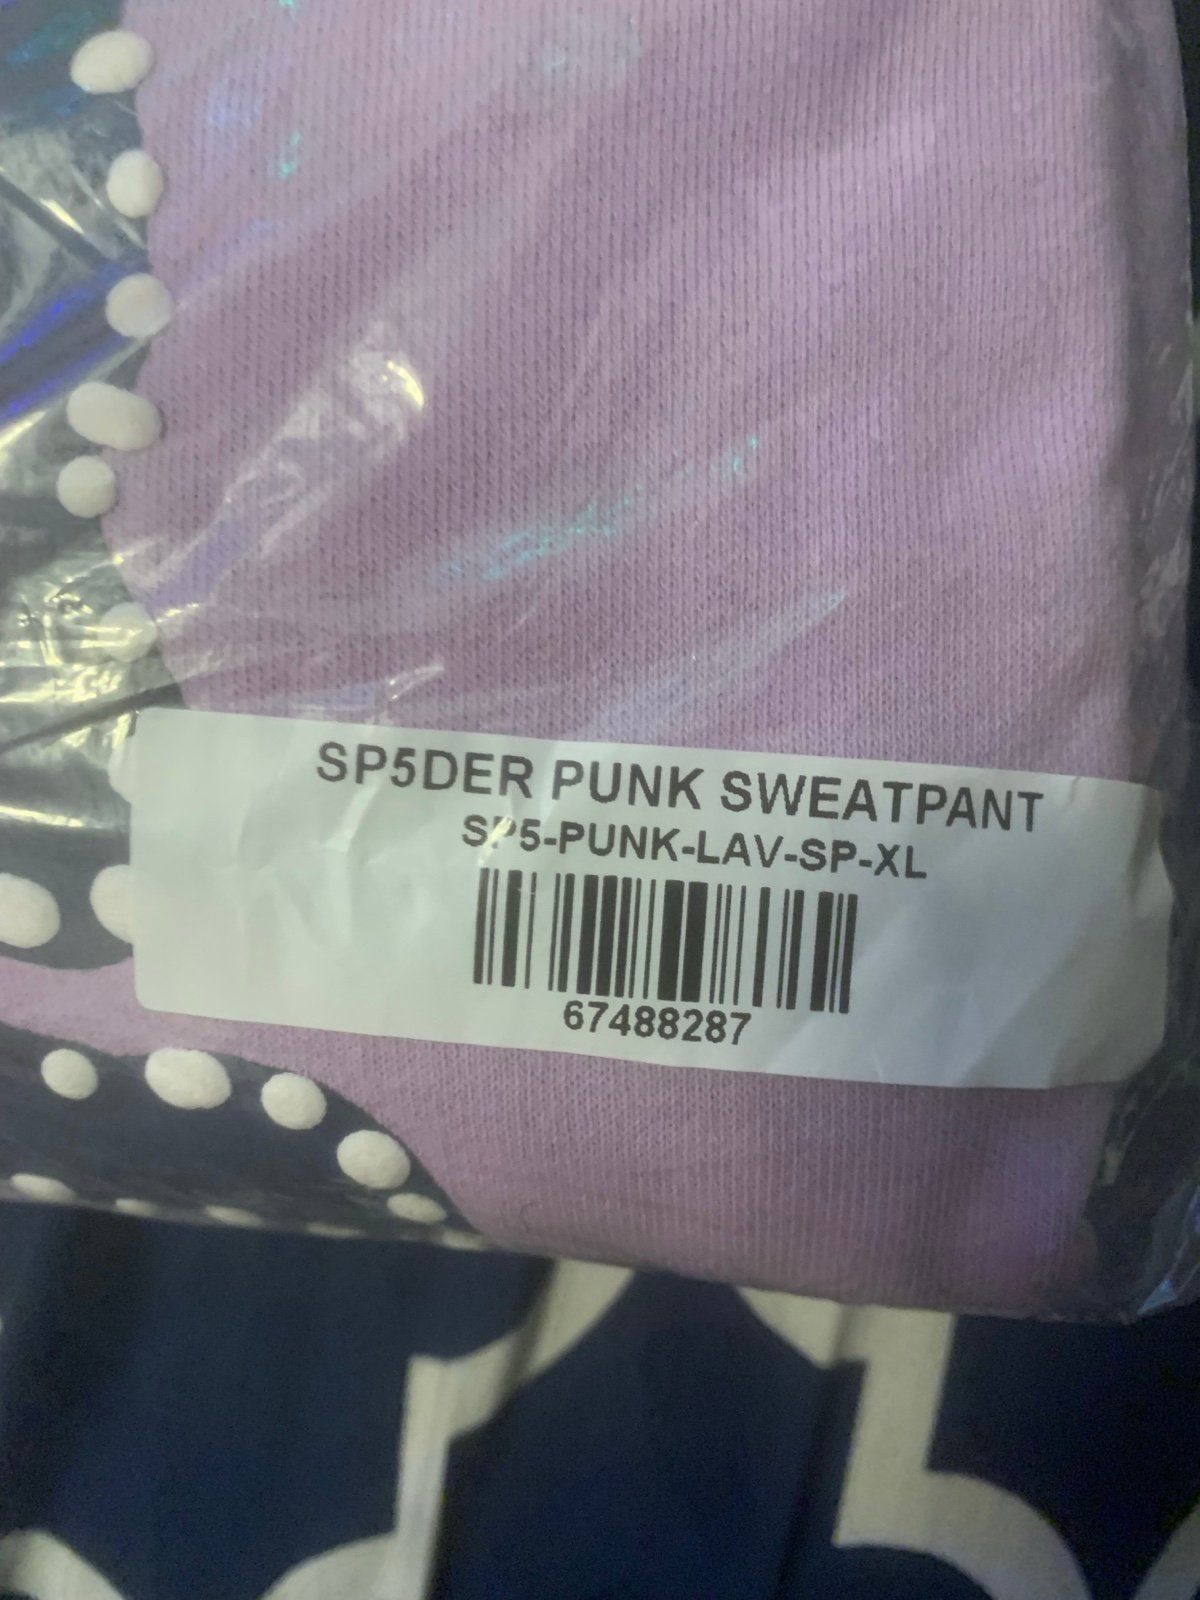 SP5DER PUNK SWEATPANT
SP5-PUNK-LAV-SP-XL
67488287